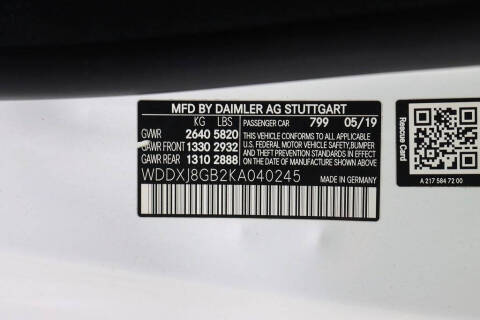 MFD BY DAIMLER AG STUTTGART
KG LBS
GVWR 2640 5820
GAWR FRONT 1330 2932
GAWR REAR 1310 2888
PASSENGER CAR 799 05/19
THIS VEHICLE CONFORMS TO ALL APPLICABLE
U.S. FEDERAL MOTOR VEHICLE SAFETY, BUMPER
AND THEFT PREVENTION STANDARDS IN EFFECT
ON THE DATE OF MANUFACTURE SHOWN ABOVE.
WDDXJ8GB2KA040245
MADE IN GERMANY
Rescue Card
A 217 584 72 00